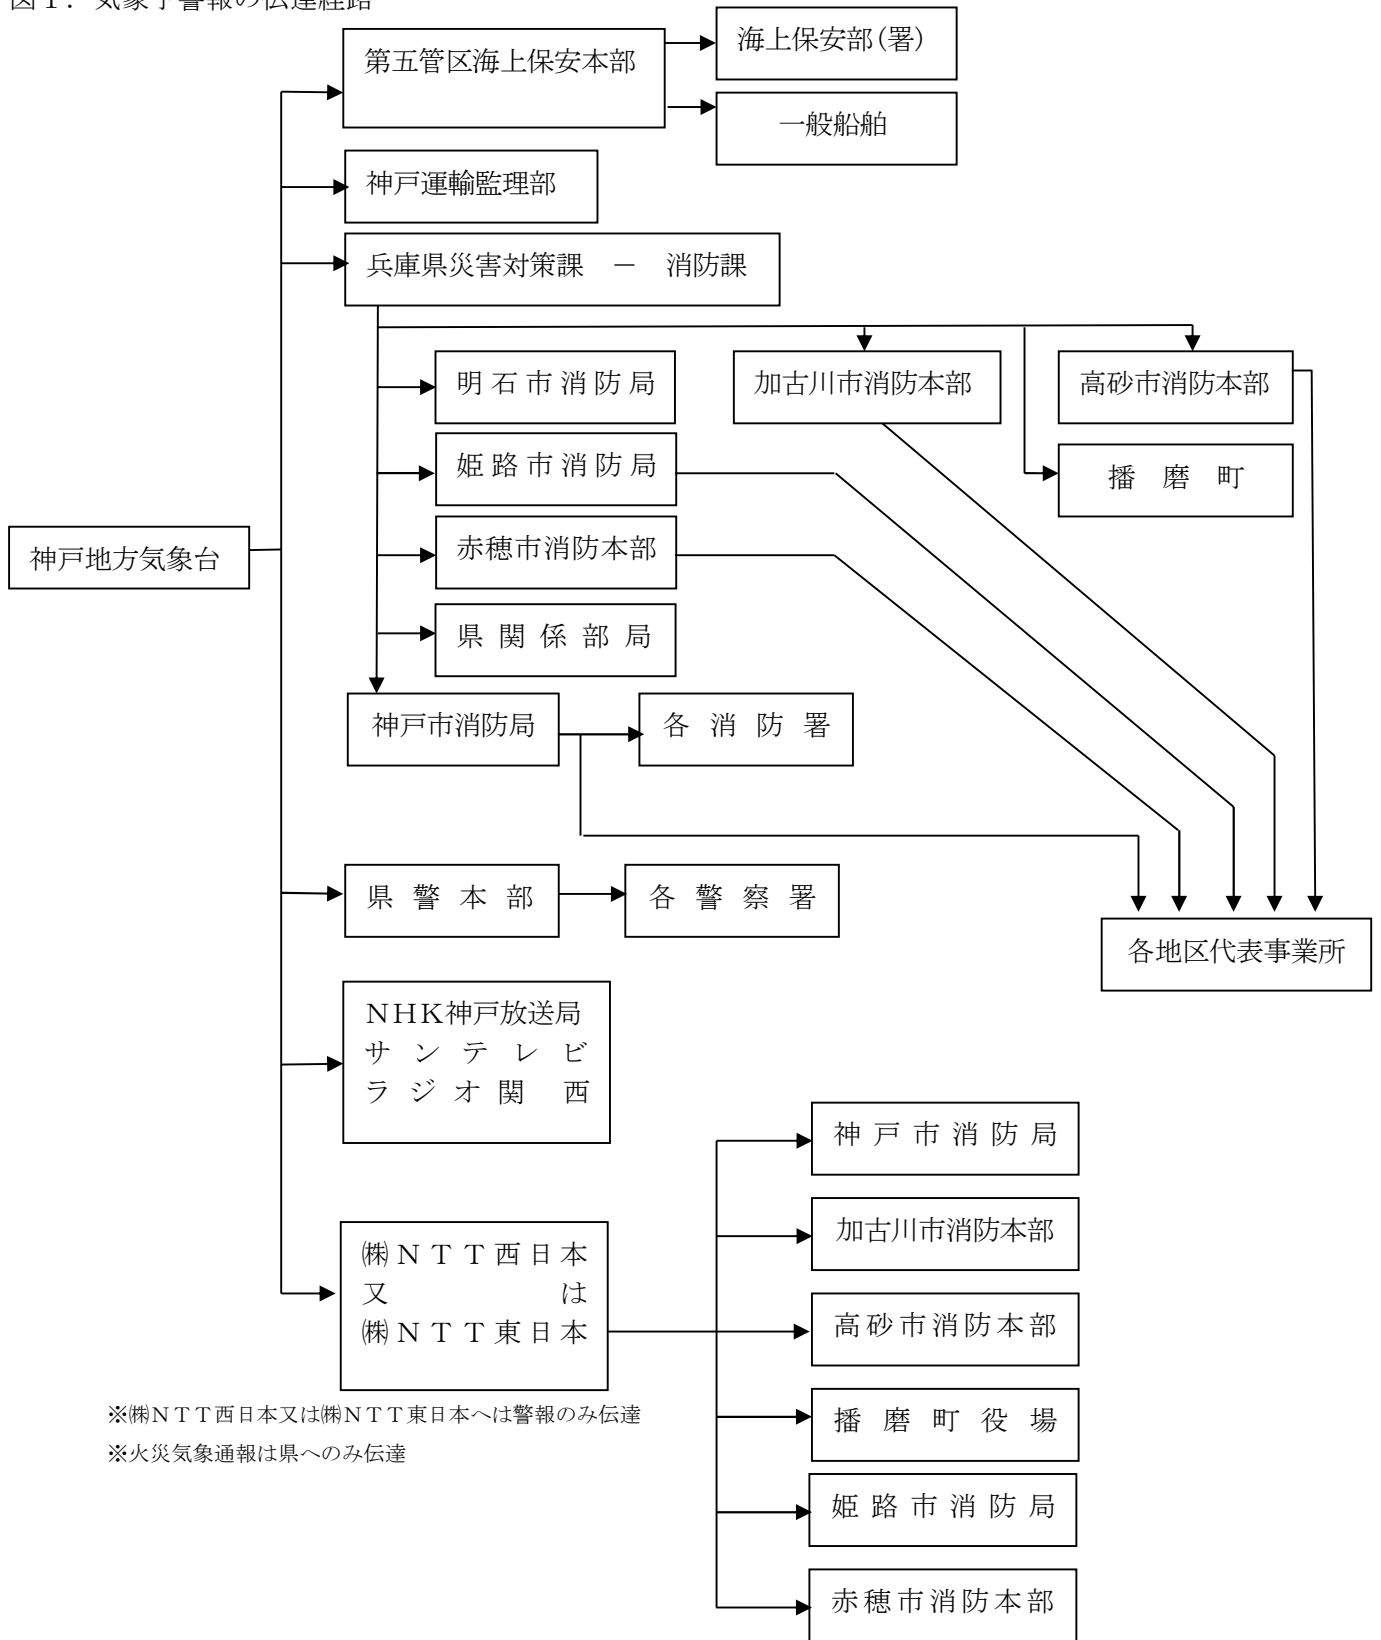 図１．気象予警報の伝達経路
第五管区海上保安本部
海上保安部(署)
一般船舶
神戸運輸監理部
兵庫県災害対策課　－　消防課
明石市消防局
加古川市消防本部
高砂市消防本部
姫路市消防局
播磨町
赤穂市消防本部
神戸地方気象台
県関係部局
神戸市消防局
各消防署
県警本部
各警察署
各地区代表事業所
ＮＨＫ神戸放送局
サンテレビ
ラジオ関西
神戸市消防局
加古川市消防本部
㈱ＮＴＴ西日本
又は
㈱ＮＴＴ東日本
高砂市消防本部
播磨町役場
※㈱ＮＴＴ西日本又は㈱ＮＴＴ東日本へは警報のみ伝達
※火災気象通報は県へのみ伝達
姫路市消防局
赤穂市消防本部